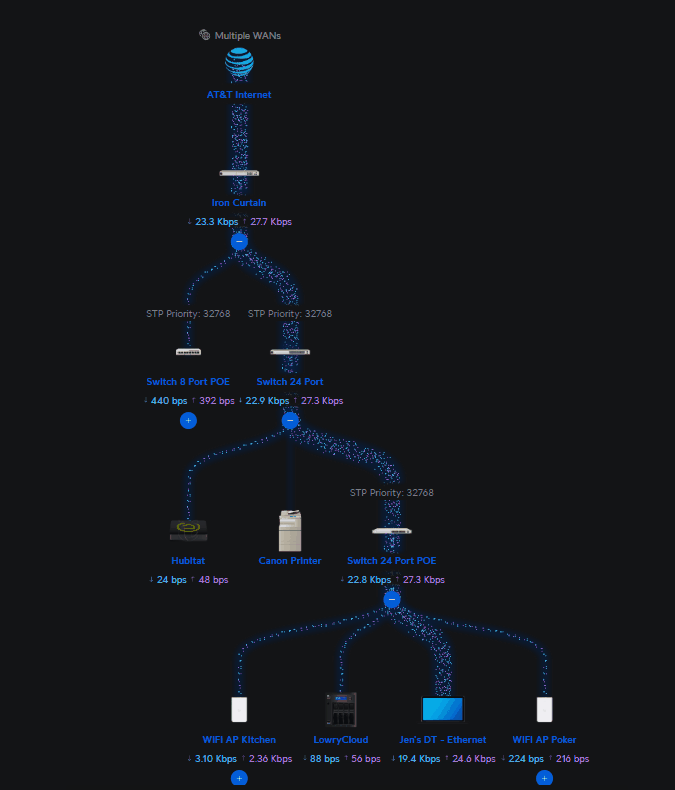 Multiple WANs
AT&T Internet
Iron Curtain
↓ 23.3 Kbps ↑ 27.7 Kbps
STP Priority: 32768 STP Priority: 32768
Switch 8 Port POE Switch 24 Port
↓ 440 bps ↑ 392 bps ↓ 22.9 Kbps ↑ 27.3 Kbps
STP Priority: 32768
Hubitat Canon Printer Switch 24 Port POE
↓ 24 bps ↑ 48 bps ↓ 22.8 Kbps ↑ 27.3 Kbps
WIFI AP Kitchen LowryCloud Jen's DT - Ethernet WIFI AP Poker
↓ 3.10 Kbps ↑ 2.36 Kbps ↓ 88 bps ↑ 56 bps ↓ 19.4 Kbps ↑ 24.6 Kbps ↓ 224 bps ↑ 216 bps